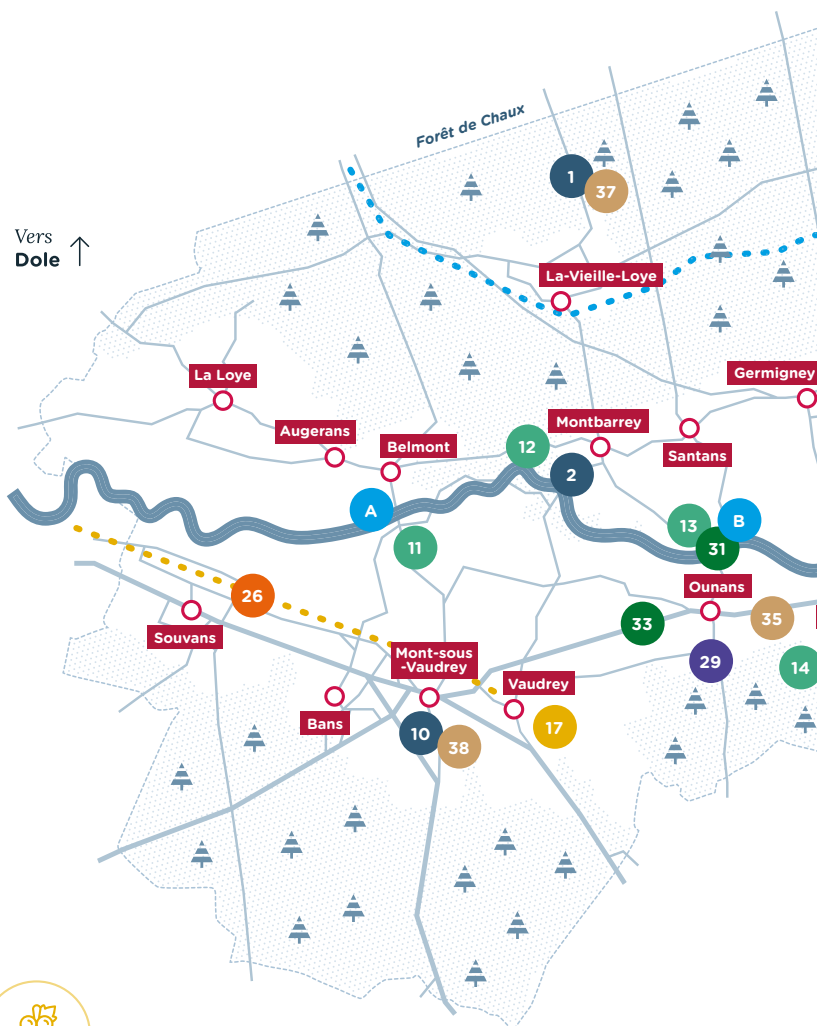 Forêt de Chaux
1
37
Vers
Dole
La-Vieille-Loye
La Loye
Germigney
Augerans
Belmont
Montbarrey
12
Santans
2
A
13
B
11
31
Ounans
26
33
35
Souvans
Mont-sous
-Vaudrey
29
14
Vaudrey
Bans
10
38
17